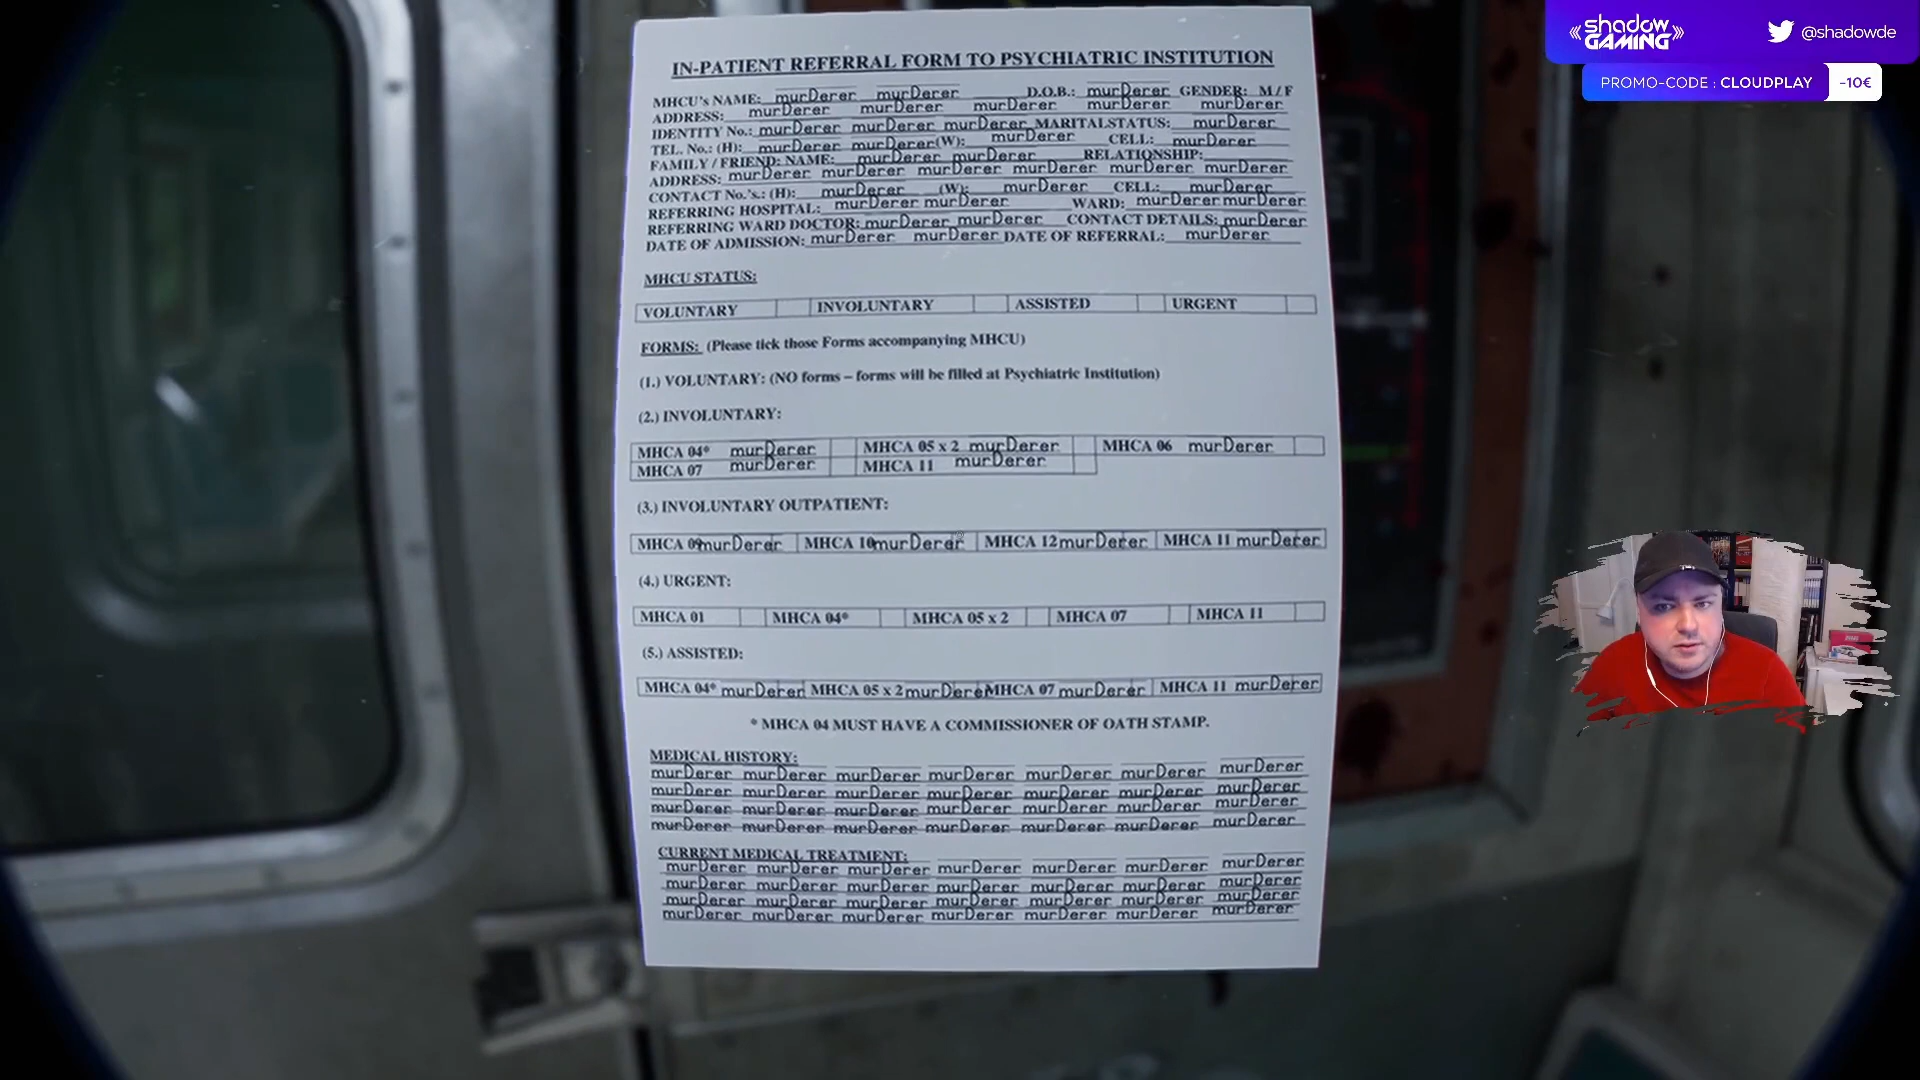 shadow
GAMING
@shadowde
PROMO-CODE : CLOUDPLAY -10€
IN-PATIENT REFERRAL FORM TO PSYCHIATRIC INSTITUTION
MHCU's NAME: murDerer murDerer D.O.B.: murDerer GENDER: M / F
ADDRESS: murDerer murDerer murDerer murDerer murDerer
IDENTITY No.: murDerer murDerer murDerer MARITALSTATUS: murDerer
TEL. No.: (H): murDerer murDerer (W): murDerer CELL: murDerer
FAMILY / FRIEND: NAME: murDerer murDerer RELATIONSHIP:
ADDRESS: murDerer murDerer murDerer murDerer murDerer murDerer
CONTACT No.'s.: (H): murDerer (W): murDerer CELL: murDerer
REFERRING HOSPITAL: murDerer murDerer WARD: murDerer murDerer
REFERRING WARD DOCTOR: murDerer murDerer CONTACT DETAILS: murDerer
DATE OF ADMISSION: murDerer murDerer DATE OF REFERRAL: murDerer
MHCU STATUS:
VOLUNTARY INVOLUNTARY ASSISTED URGENT
FORMS: (Please tick those Forms accompanying MHCU)
(1.) VOLUNTARY: (NO forms – forms will be filled at Psychiatric Institution)
(2.) INVOLUNTARY:
MHCA 04* murDerer MHCA 05 x 2 murDerer MHCA 06 murDerer
MHCA 07 murDerer MHCA 11 murDerer
(3.) INVOLUNTARY OUTPATIENT:
MHCA 09 murDerer MHCA 10 murDerer MHCA 12 murDerer MHCA 11 murDerer
(4.) URGENT:
MHCA 01 MHCA 04* MHCA 05 x 2 MHCA 07 MHCA 11
(5.) ASSISTED:
MHCA 04* murDerer MHCA 05 x 2 murDerer MHCA 07 murDerer MHCA 11 murDerer
* MHCA 04 MUST HAVE A COMMISSIONER OF OATH STAMP.
MEDICAL HISTORY:
murDerer murDerer murDerer murDerer murDerer murDerer murDerer
murDerer murDerer murDerer murDerer murDerer murDerer murDerer
murDerer murDerer murDerer murDerer murDerer murDerer murDerer
murDerer murDerer murDerer murDerer murDerer murDerer murDerer
CURRENT MEDICAL TREATMENT:
murDerer murDerer murDerer murDerer murDerer murDerer murDerer
murDerer murDerer murDerer murDerer murDerer murDerer murDerer
murDerer murDerer murDerer murDerer murDerer murDerer murDerer
murDerer murDerer murDerer murDerer murDerer murDerer murDerer